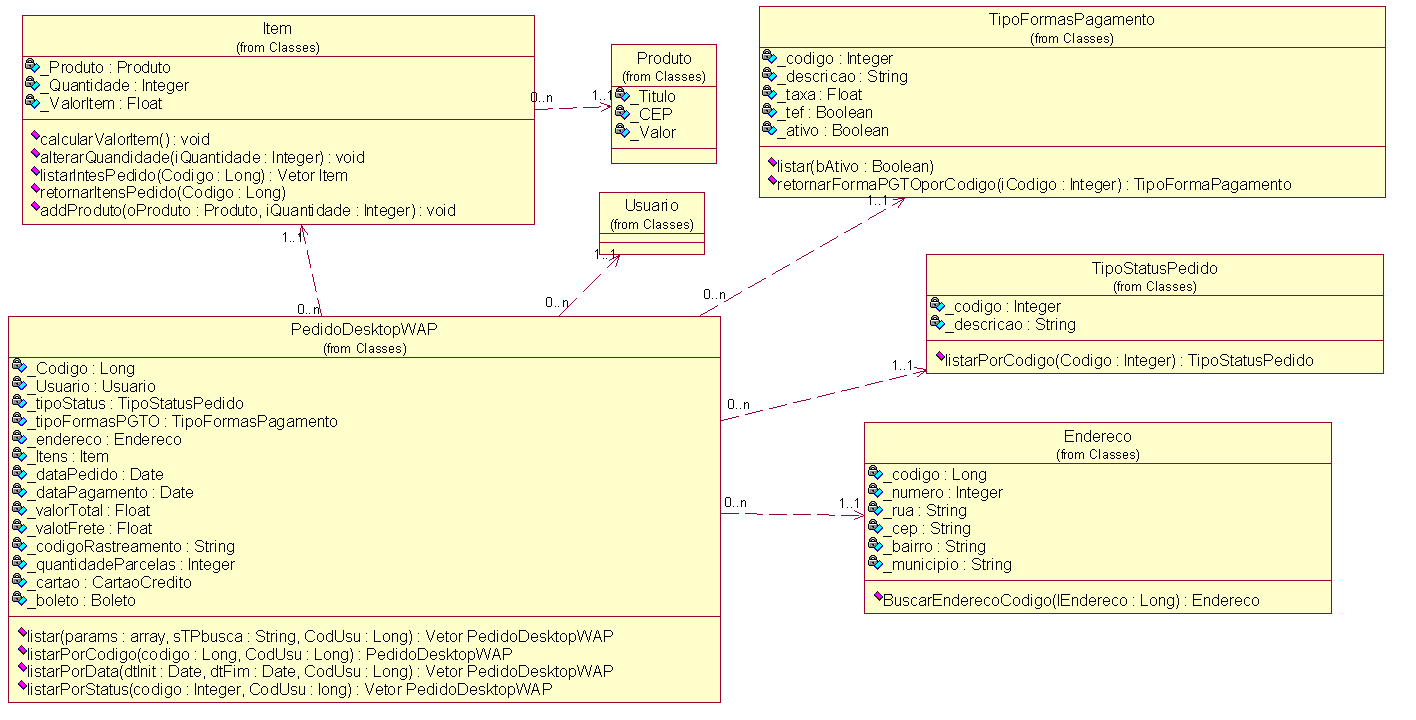 Item
(from Classes)
_Produto : Produto
_Quantidade : Integer
_ValorItem : Float
calcularValorItem() : void
alterarQuandidade(iQuantidade : Integer) : void
listarIntesPedido(Codigo : Long) : Vetor Item
retornarItensPedido(Codigo : Long)
addProduto(oProduto : Produto, iQuantidade : Integer) : void
0..n
1..1
Produto
(from Classes)
_Titulo
_CEP
_Valor
TipoFormasPagamento
(from Classes)
_codigo : Integer
_descricao : String
_taxa : Float
_tef : Boolean
_ativo : Boolean
listar(bAtivo : Boolean)
retornarFormaPGTOporCodigo(iCodigo : Integer) : TipoFormaPagamento
Usuario
(from Classes)
1..1
1..1
1..1
0..n
0..n
0..n
TipoStatusPedido
(from Classes)
_codigo : Integer
_descricao : String
listarPorCodigo(Codigo : Integer) : TipoStatusPedido
PedidoDesktopWAP
(from Classes)
_Codigo : Long
_Usuario : Usuario
_tipoStatus : TipoStatusPedido
_tipoFormasPGTO : TipoFormasPagamento
_endereco : Endereco
_Itens : Item
_dataPedido : Date
_dataPagamento : Date
_valorTotal : Float
_valotFrete : Float
_codigoRastreamento : String
_quantidadeParcelas : Integer
_cartao : CartaoCredito
_boleto : Boleto
listar(params : array, sTPbusca : String, CodUsu : Long) : Vetor PedidoDesktopWAP
listarPorCodigo(codigo : Long, CodUsu : Long) : PedidoDesktopWAP
listarPorData(dtInit : Date, dtFim : Date, CodUsu : Long) : Vetor PedidoDesktopWAP
listarPorStatus(codigo : Integer, CodUsu : long) : Vetor PedidoDesktopWAP
0..n
1..1
0..n
1..1
Endereco
(from Classes)
_codigo : Long
_numero : Integer
_rua : String
_cep : String
_bairro : String
_municipio : String
BuscarEnderecoCodigo(lEndereco : Long) : Endereco